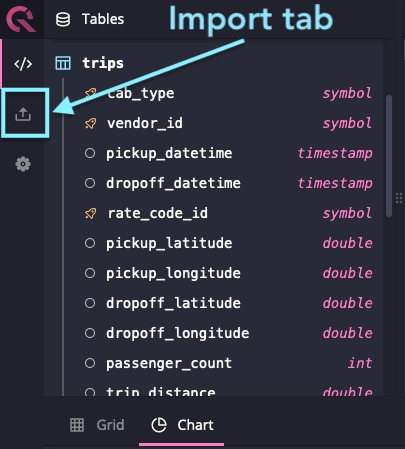 Import tab
Tables
</>
trips
cab_type symbol
vendor_id symbol
pickup_datetime timestamp
dropoff_datetime timestamp
rate_code_id symbol
pickup_latitude double
pickup_longitude double
dropoff_latitude double
dropoff_longitude double
passenger_count int
trip_distance double
Grid
Chart